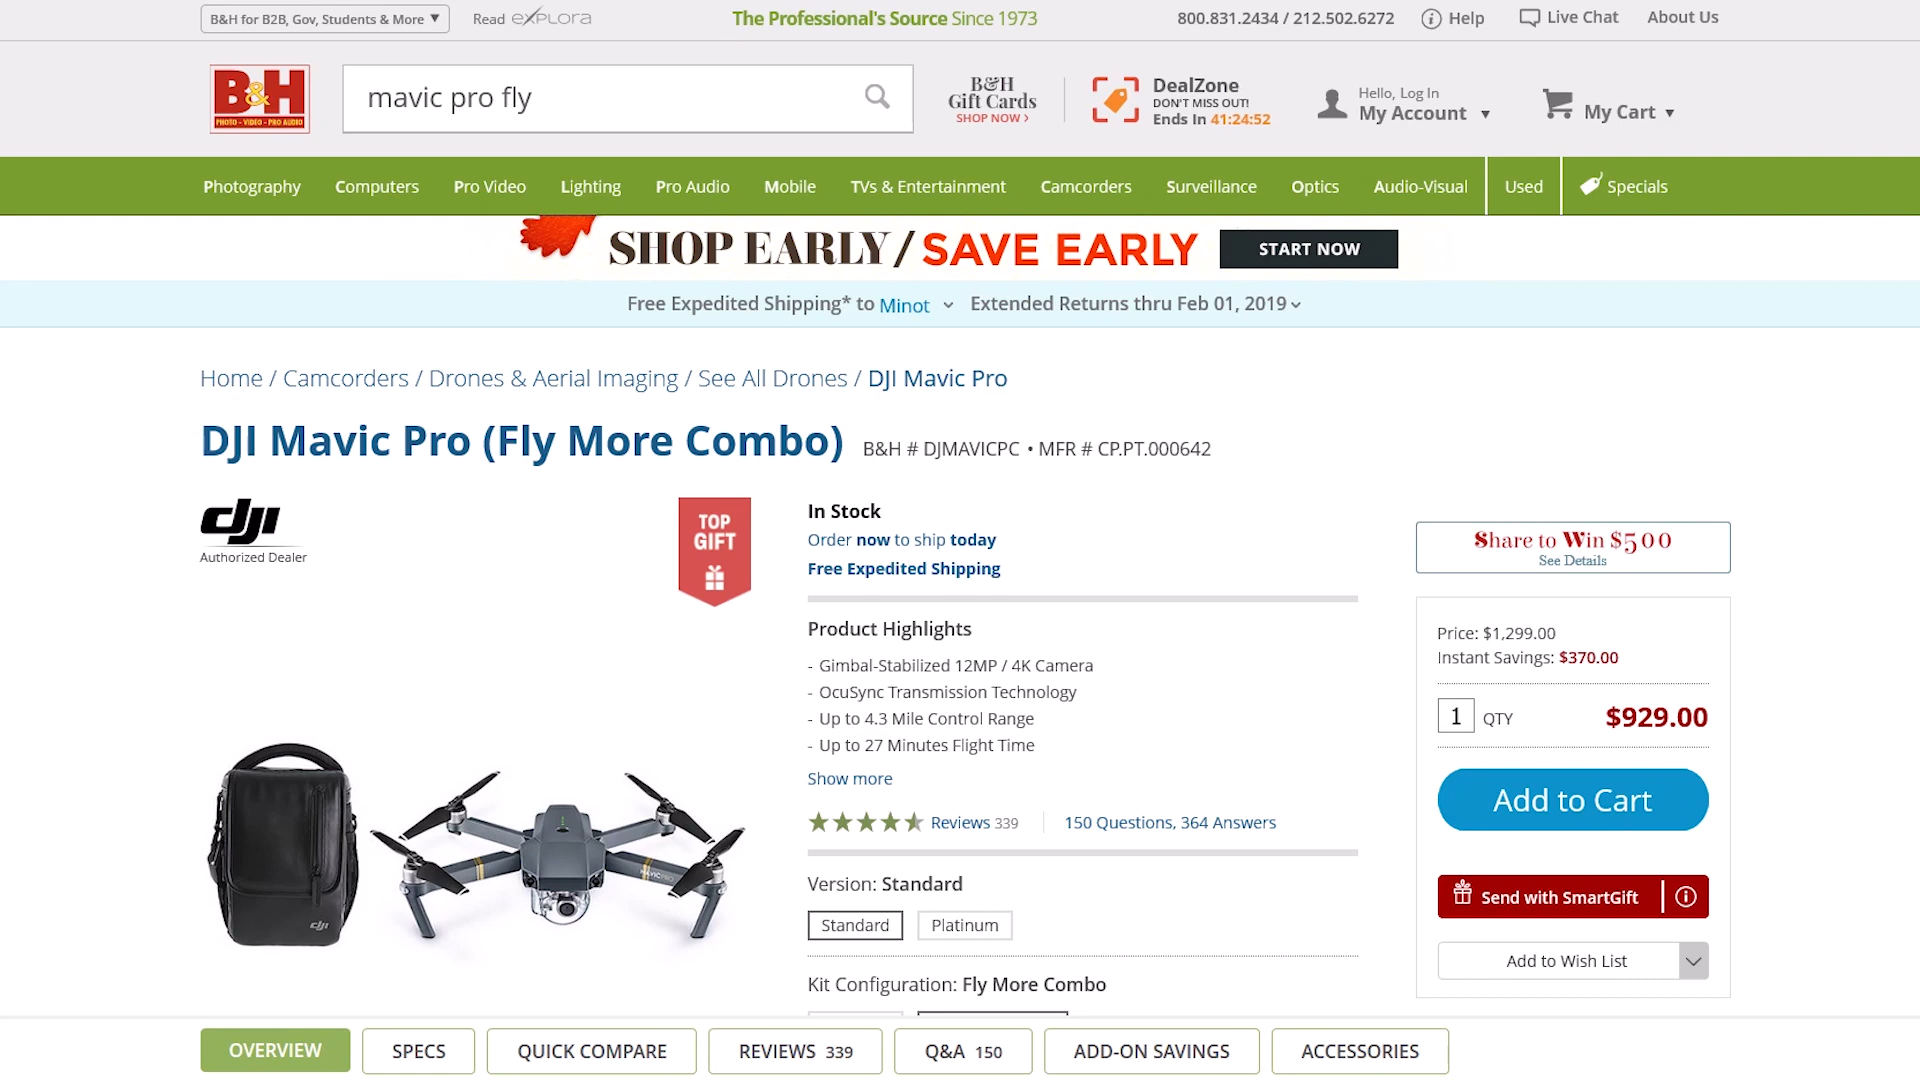 B&H for B2B, Gov, Students & More ▼
Read eXPLORA
The Professional's Source Since 1973
800.831.2434 / 212.502.6272
Help
Live Chat
About Us
B&H
PHOTO - VIDEO - PRO AUDIO
mavic pro fly
B&H
Gift Cards
SHOP NOW >
DealZone
DON'T MISS OUT!
Ends In 41:24:52
Hello, Log In
My Account ▼
My Cart ▼
Photography Computers Pro Video Lighting Pro Audio Mobile TVs & Entertainment Camcorders Surveillance Optics Audio-Visual Used Specials
SHOP EARLY / SAVE EARLY
START NOW
Free Expedited Shipping* to Minot Extended Returns thru Feb 01, 2019
Home / Camcorders / Drones & Aerial Imaging / See All Drones / DJI Mavic Pro
DJI Mavic Pro (Fly More Combo) B&H # DJMAVICPC • MFR # CP.PT.000642
dji
Authorized Dealer
TOP
GIFT
In Stock
Order now to ship today
Free Expedited Shipping
Product Highlights
- Gimbal-Stabilized 12MP / 4K Camera
- OcuSync Transmission Technology
- Up to 4.3 Mile Control Range
- Up to 27 Minutes Flight Time
Show more
Reviews 339
150 Questions, 364 Answers
Version: Standard
Standard
Platinum
Kit Configuration: Fly More Combo
dji
MAVIC PRO
Share to Win $500
See Details
Price: $1,299.00
Instant Savings: $370.00
1 QTY $929.00
Add to Cart
Send with SmartGift
Add to Wish List
OVERVIEW
SPECS
QUICK COMPARE
REVIEWS 339
Q&A 150
ADD-ON SAVINGS
ACCESSORIES